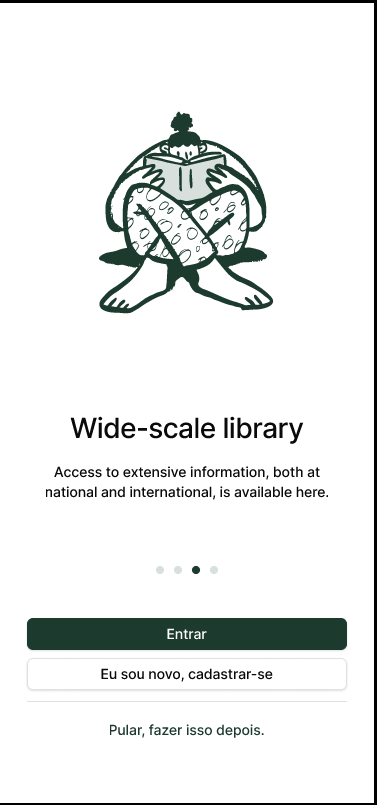 Wide-scale library
Access to extensive information, both at
national and international, is available here.
Entrar
Eu sou novo, cadastrar-se
Pular, fazer isso depois.